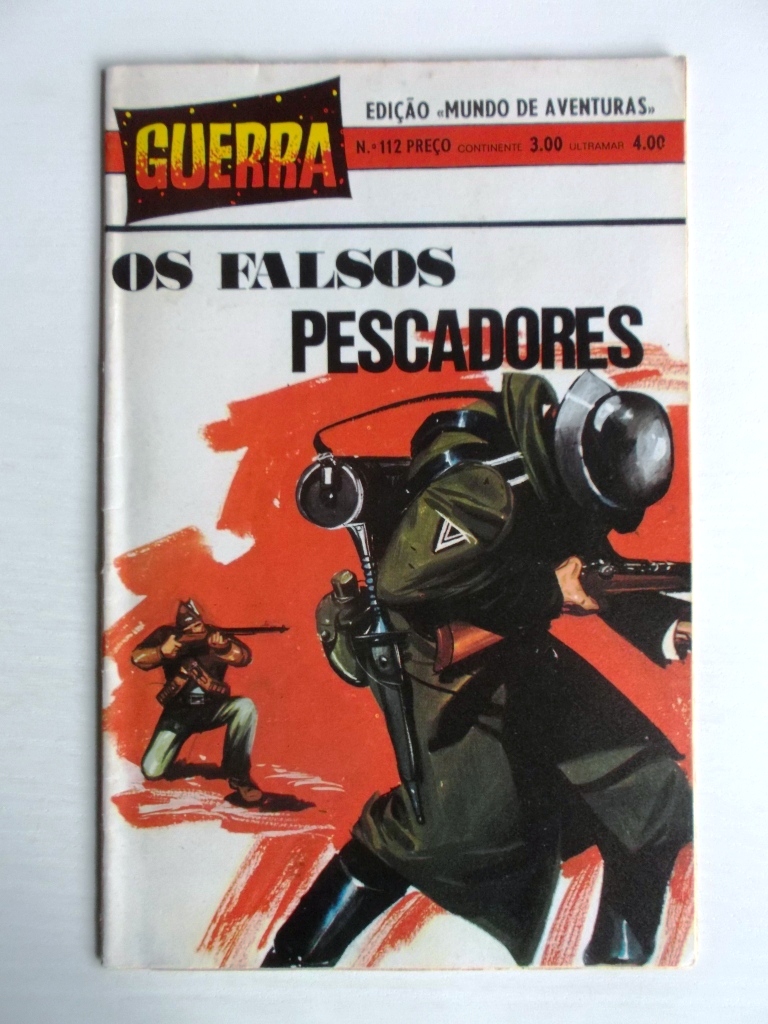 EDIÇÃO «MUNDO DE AVENTURAS»
GUERRA
N.º 112 PREÇO CONTINENTE 3.00 ULTRAMAR 4.00
OS FALSOS
PESCADORES